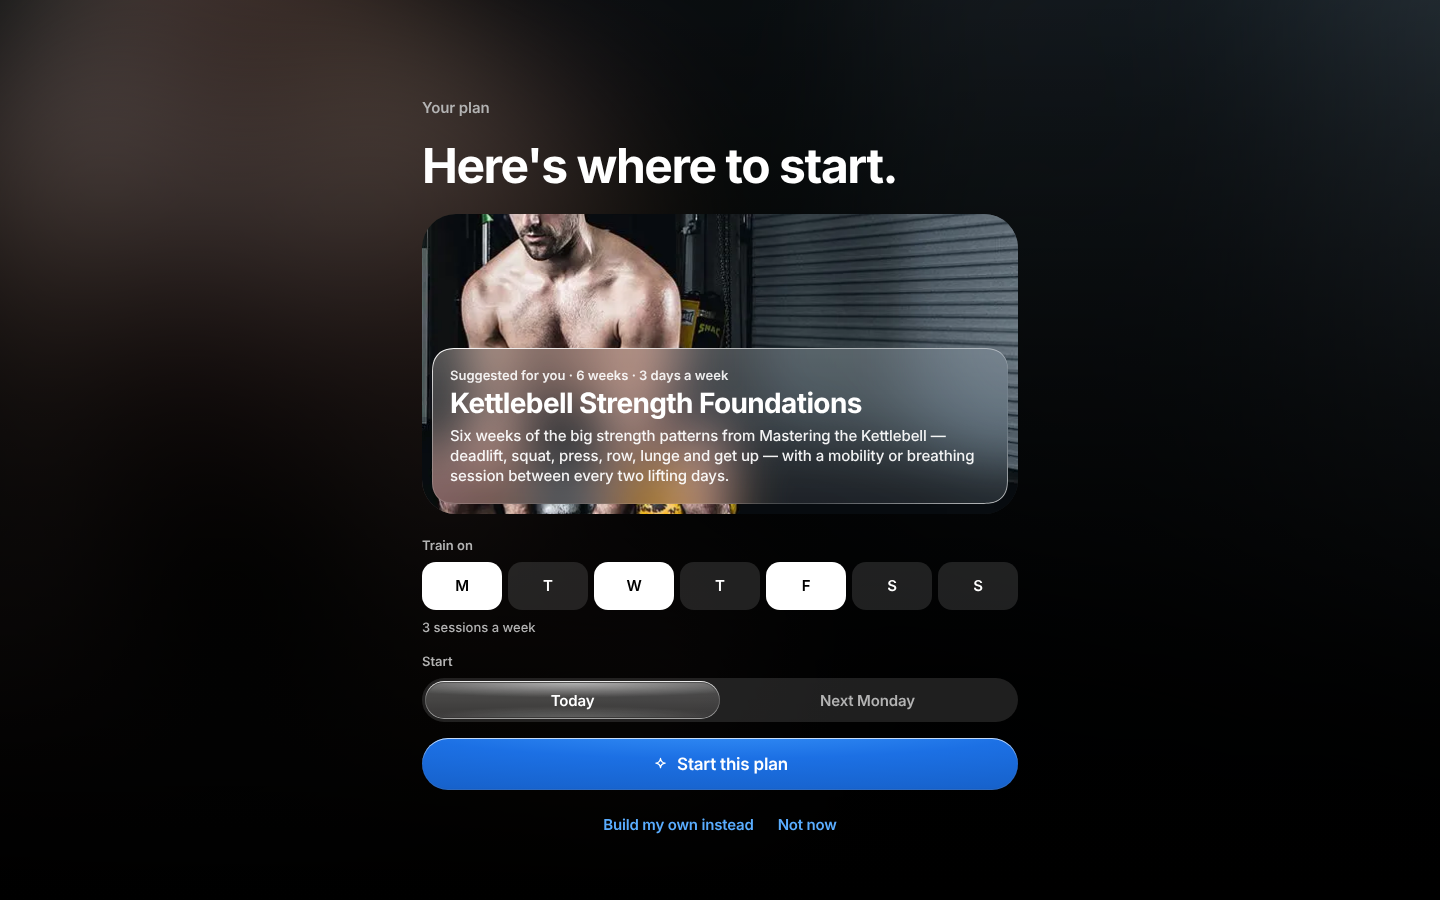 Your plan
Here's where to start.
Suggested for you · 6 weeks · 3 days a week
Kettlebell Strength Foundations
Six weeks of the big strength patterns from Mastering the Kettlebell —
deadlift, squat, press, row, lunge and get up — with a mobility or breathing
session between every two lifting days.
Train on
M T W T F S S
3 sessions a week
Start
Today Next Monday
Start this plan
Build my own instead Not now